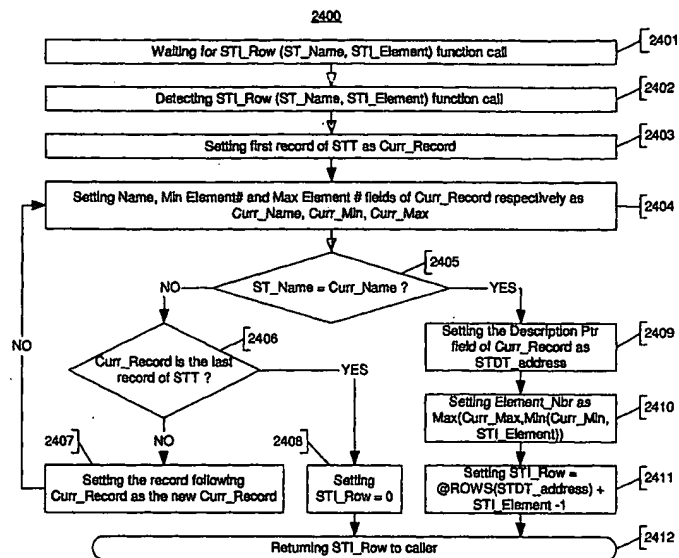 2400
Waiting for STI_Row (ST_Name, STI_Element) function call
2401
Detecting STI_Row (ST_Name, STI_Element) function call
2402
Setting first record of STT as Curr_Record
2403
Setting Name, Min Element# and Max Element # fields of Curr_Record respectively as
Curr_Name, Curr_Min, Curr_Max
2404
2405
NO
ST_Name = Curr_Name ?
YES
NO
2406
Curr_Record is the last
record of STT ?
YES
NO
Setting the Description Ptr
field of Curr_Record as
STDT_address
2409
Setting Element_Nbr as
Max(Curr_Max,Min(Curr_Min,
STI_Element))
2410
2407
Setting the record following
Curr_Record as the new Curr_Record
2408
Setting
STI_Row = 0
Setting STI_Row =
@ROWS(STDT_address) +
STI_Element -1
2411
Returning STI_Row to caller
2412